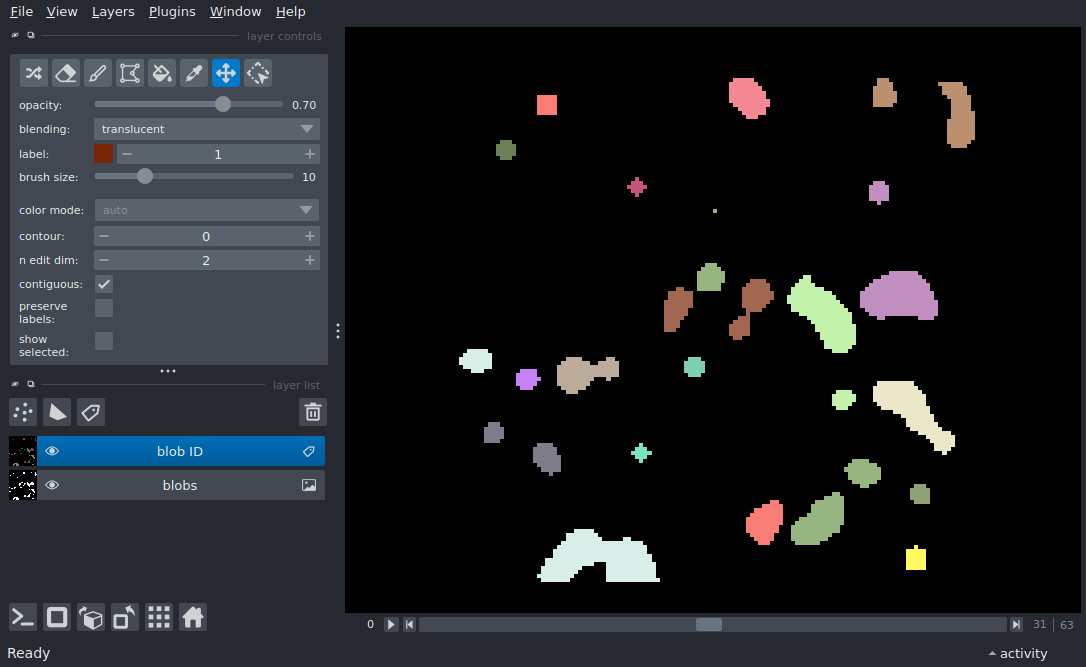 File View Layers Plugins Window Help
layer controls
opacity: 0.70
blending: translucent
label: 1
brush size: 10
color mode: auto
contour: 0
n edit dim: 2
contiguous:
preserve
labels:
show
selected:
layer list
blob ID
blobs
0 31 63
Ready activity